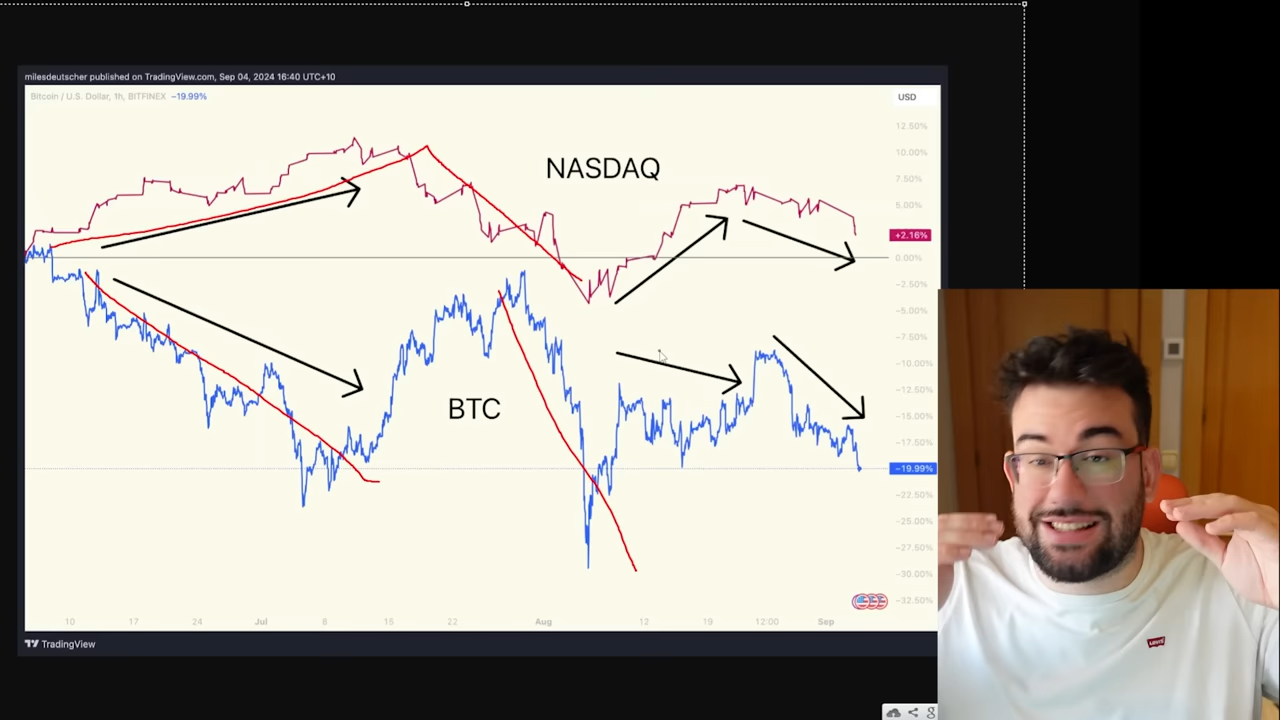 milesdeutscher published on TradingView.com, Sep 04, 2024 16:40 UTC+10
Bitcoin / U.S. Dollar, 1h, BITFINEX −19.99%
USD
12.50%
10.00%
7.50%
5.00%
+2.16%
0.00%
−2.50%
−5.00%
−7.50%
−10.00%
−12.50%
−15.00%
−17.50%
−19.99%
−22.50%
−25.00%
−27.50%
−30.00%
−32.50%
NASDAQ
BTC
10 17 24 Jul 8 15 22 Aug 12 19 12:00 Sep
TradingView
Levi's